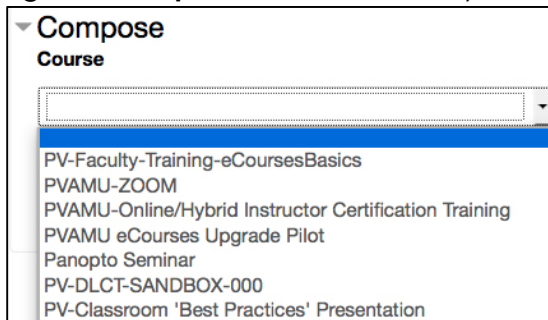 Compose
Course
PV-Faculty-Training-eCoursesBasics
PVAMU-ZOOM
PVAMU-Online/Hybrid Instructor Certification Training
PVAMU eCourses Upgrade Pilot
Panopto Seminar
PV-DLCT-SANDBOX-000
PV-Classroom 'Best Practices' Presentation